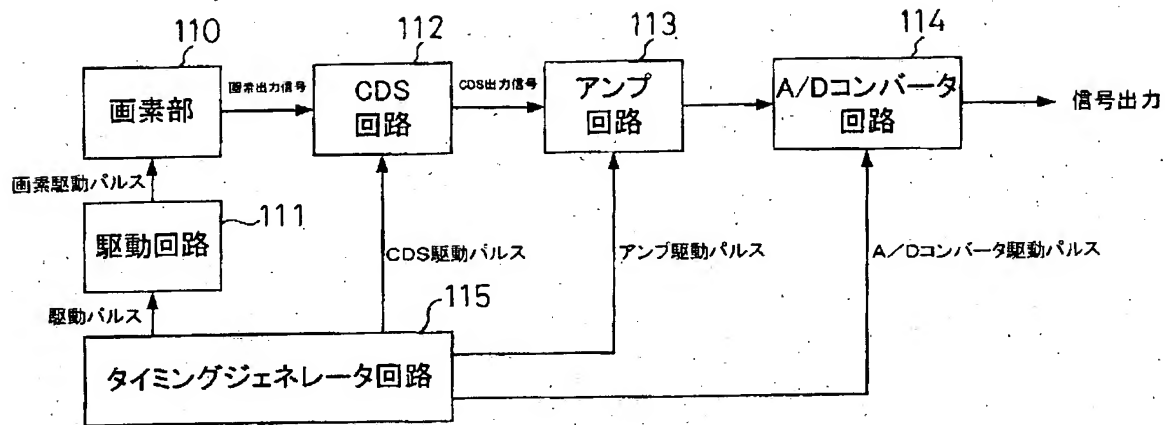 110
112
113
114
画素部
画素出力信号
CDS
回路
CDS出力信号
アンプ
回路
A/Dコンバータ
回路
信号出力
画素駆動パルス
111
駆動回路
CDS駆動パルス
アンプ駆動パルス
A/Dコンバータ駆動パルス
駆動パルス
115
タイミングジェネレータ回路